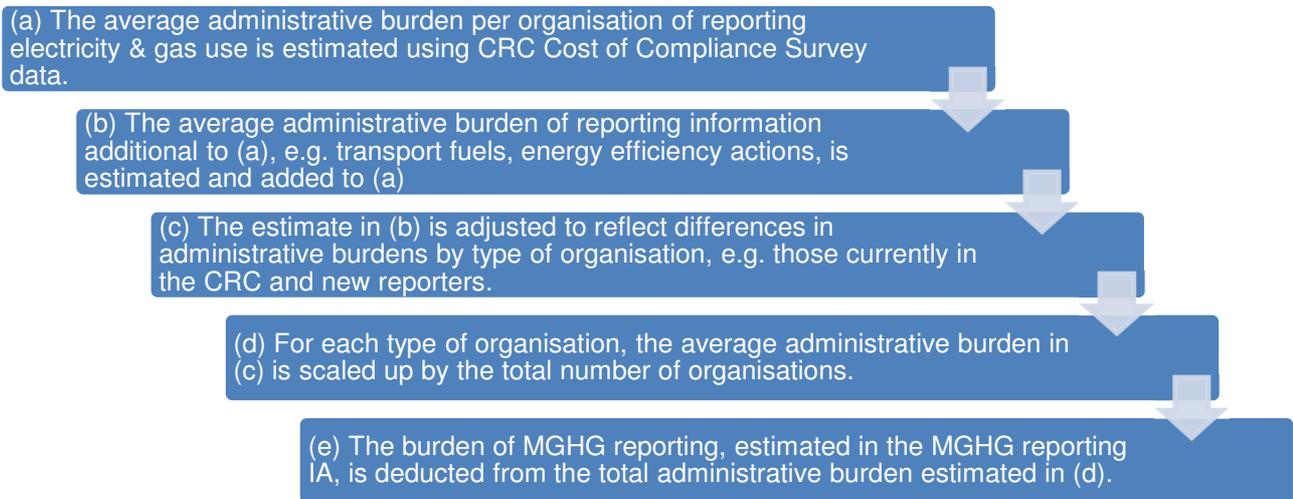 (a) The average administrative burden per organisation of reporting
electricity & gas use is estimated using CRC Cost of Compliance Survey
data.
(b) The average administrative burden of reporting information
additional to (a), e.g. transport fuels, energy efficiency actions, is
estimated and added to (a)
(c) The estimate in (b) is adjusted to reflect differences in
administrative burdens by type of organisation, e.g. those currently in
the CRC and new reporters.
(d) For each type of organisation, the average administrative burden in
(c) is scaled up by the total number of organisations.
(e) The burden of MGHG reporting, estimated in the MGHG reporting
IA, is deducted from the total administrative burden estimated in (d).